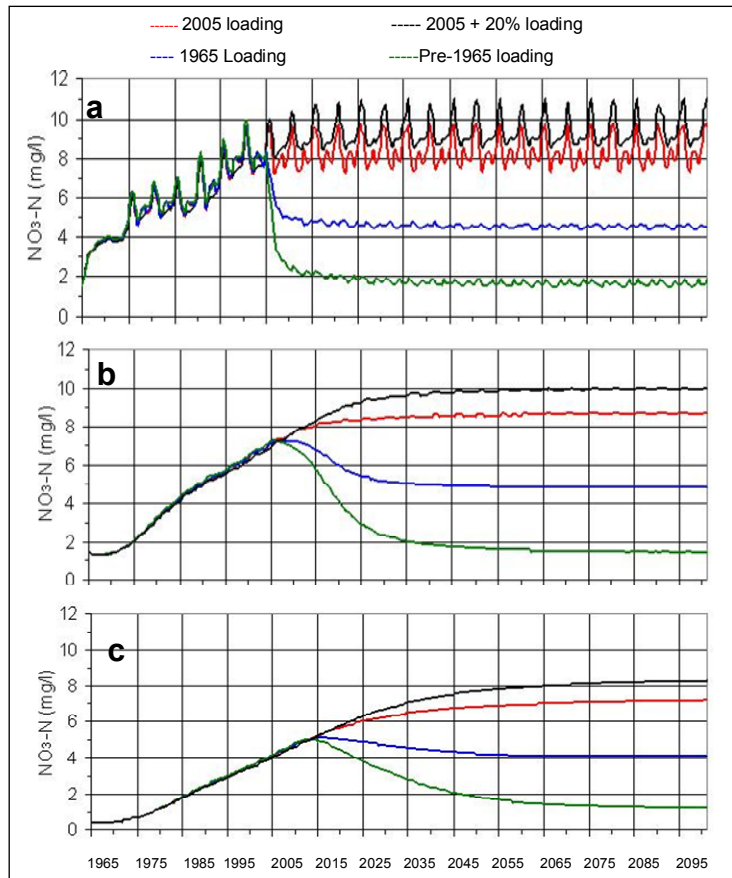 ----- 2005 loading ----- 2005 + 20% loading
----- 1965 Loading -----Pre-1965 loading
a
NO3-N (mg/l)
12
10
8
6
4
2
0
b
NO3-N (mg/l)
12
10
8
6
4
2
0
c
NO3-N (mg/l)
12
10
8
6
4
2
0
1965 1975 1985 1995 2005 2015 2025 2035 2045 2055 2065 2075 2085 2095